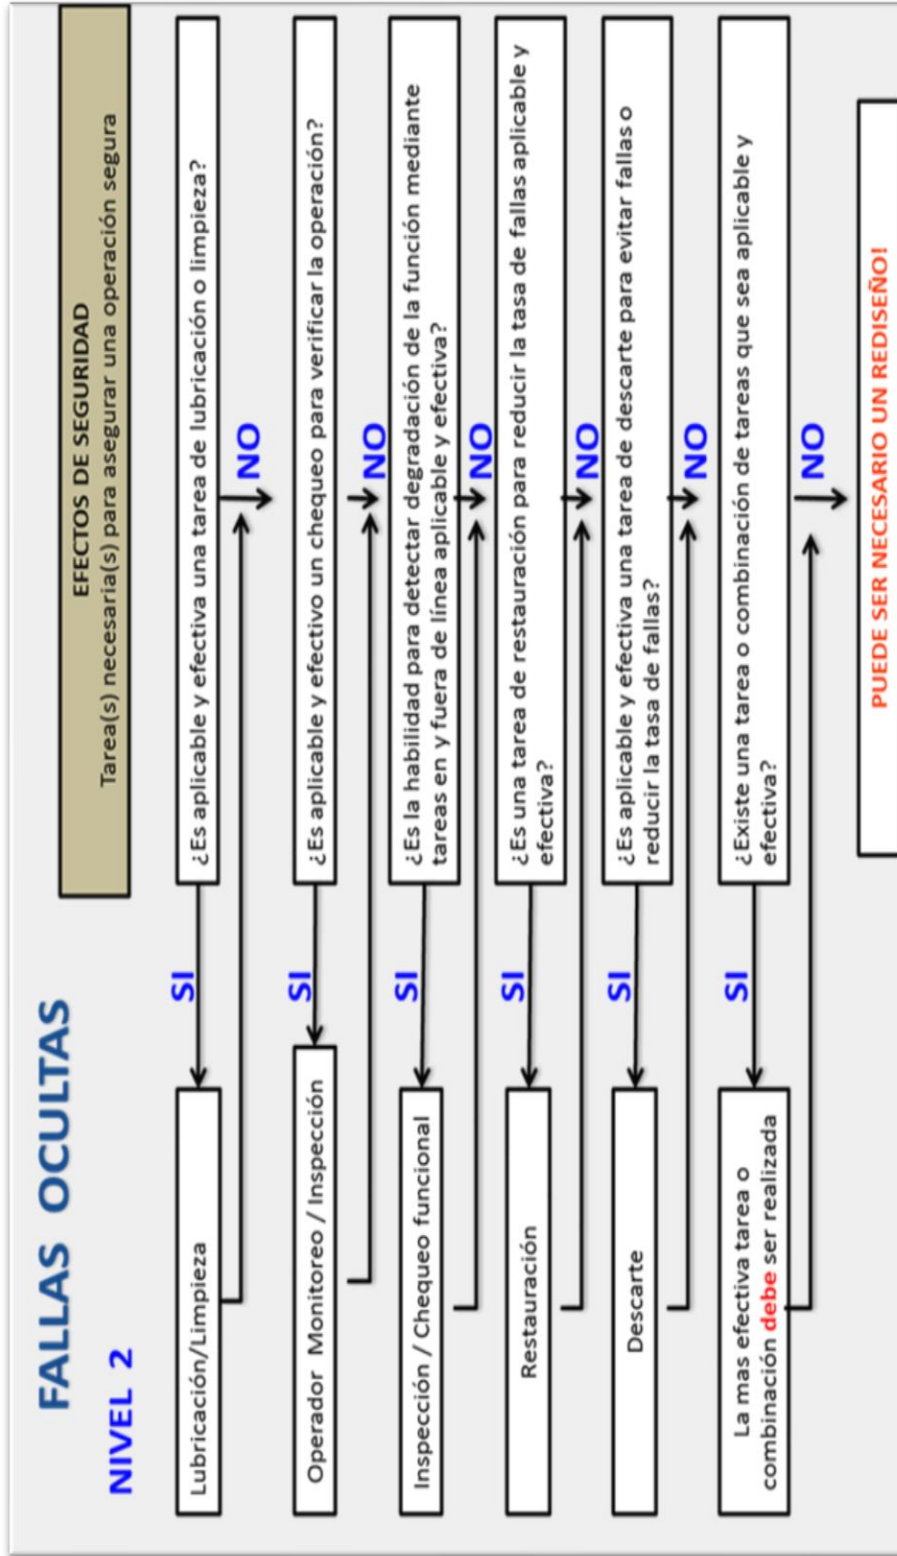 FALLAS OCULTAS
NIVEL 2
EFECTOS DE SEGURIDAD
Tarea(s) necesaria(s) para asegurar una operación segura
Lubricación/Limpieza
SI
¿Es aplicable y efectiva una tarea de lubricación o limpieza?
NO
Operador Monitoreo / Inspección
SI
¿Es aplicable y efectivo un chequeo para verificar la operación?
NO
Inspección / Chequeo funcional
SI
¿Es la habilidad para detectar degradación de la función mediante
tareas en y fuera de línea aplicable y efectiva?
NO
Restauración
SI
¿Es una tarea de restauración para reducir la tasa de fallas aplicable y
efectiva?
NO
Descarte
SI
¿Es aplicable y efectiva una tarea de descarte para evitar fallas o
reducir la tasa de fallas?
NO
La mas efectiva tarea o
combinación debe ser realizada
SI
¿Existe una tarea o combinación de tareas que sea aplicable y
efectiva?
NO
PUEDE SER NECESARIO UN REDISEÑO!